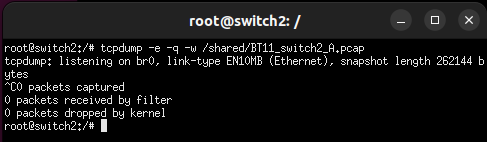 root@switch2: /
root@switch2:/# tcpdump -e -q -w /shared/BT11_switch2_A.pcap
tcpdump: listening on br0, link-type EN10MB (Ethernet), snapshot length 262144 b
ytes
^C0 packets captured
0 packets received by filter
0 packets dropped by kernel
root@switch2:/#